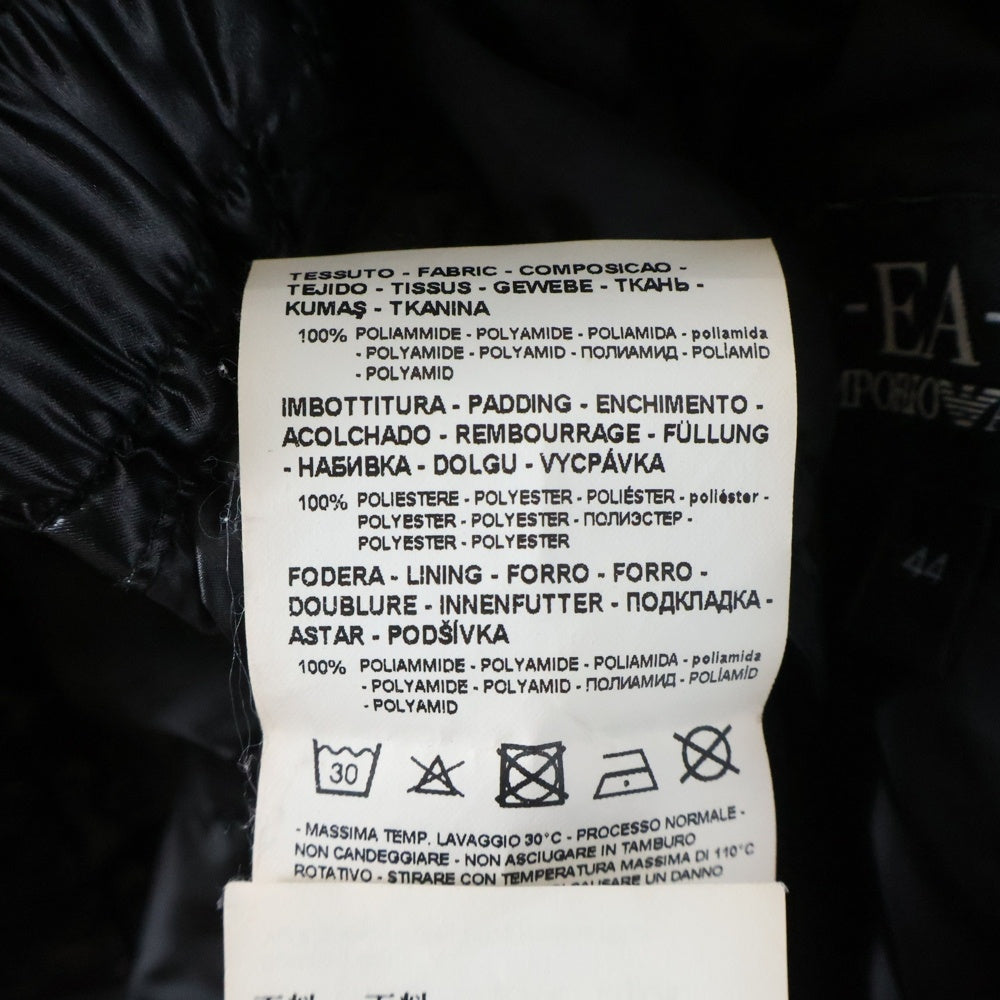 TESSUTO - FABRIC - COMPOSICAO -
TEJIDO - TISSUS - GEWEBE - ТКАНЬ -
KUMAŞ - TKANINA
100% POLIAMMIDE - POLYAMIDE - POLIAMIDA - poliamida
- POLYAMIDE - POLYAMID - ПОЛИАМИД - POLİAMİD
- POLYAMID
IMBOTTITURA - PADDING - ENCHIMENTO -
ACOLCHADO - REMBOURRAGE - FÜLLUNG
- НАБИВКА - DOLGU - VYCPÁVKA
100% POLIESTERE - POLYESTER - POLIÉSTER - poliéster -
POLYESTER - POLYESTER - ПОЛИЭСТЕР -
POLYESTER - POLYESTER
FODERA - LINING - FORRO - FORRO -
DOUBLURE - INNENFUTTER - ПОДКЛАДКА -
ASTAR - PODŠÍVKA
100% POLIAMMIDE - POLYAMIDE - POLIAMIDA - poliamida
- POLYAMIDE - POLYAMID - ПОЛИАМИД - POLİAMİD
- POLYAMID
30
- MASSIMA TEMP. LAVAGGIO 30°C - PROCESSO NORMALE -
NON CANDEGGIARE - NON ASCIUGARE IN TAMBURO
ROTATIVO - STIRARE CON TEPERATURA MASSIMA DI 110°C
CAUSARE UN DANNO
- EA -
44